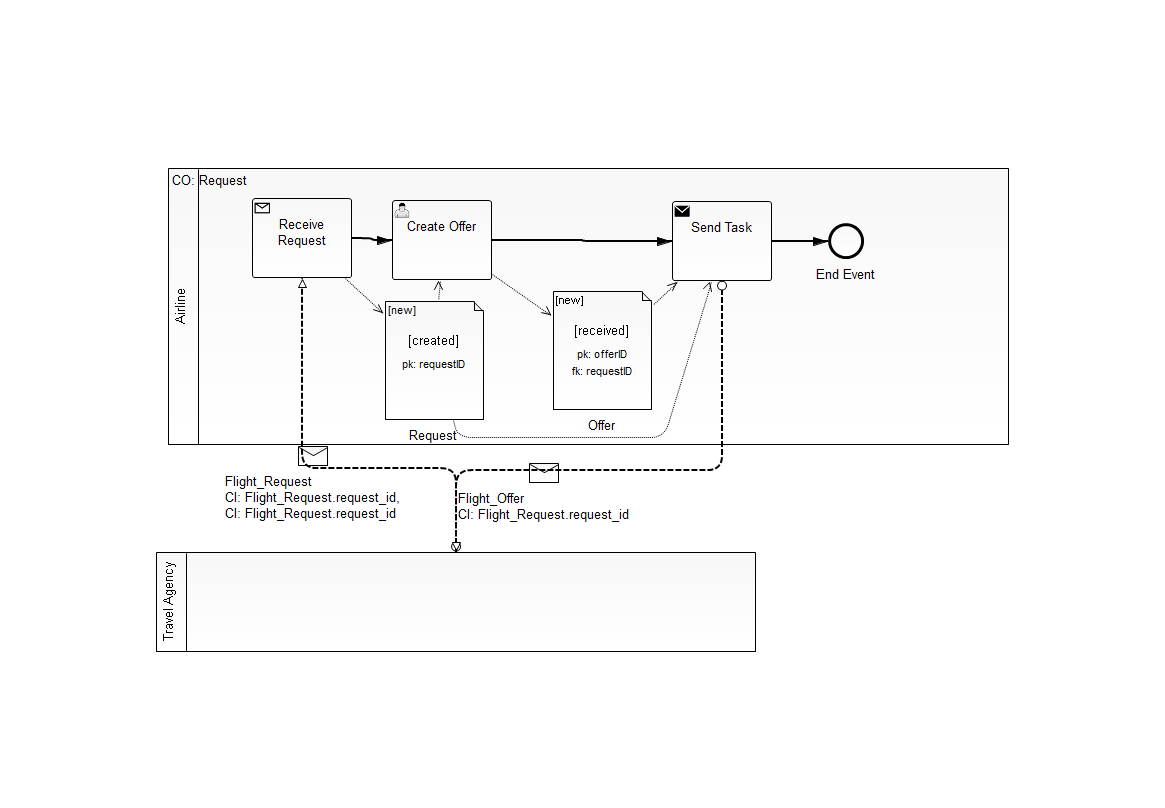 CO: Request
Airline
Receive
Request
Create Offer
Send Task
End Event
[new]
[created]
pk: requestID
Request
[new]
[received]
pk: offerID
fk: requestID
Offer
Flight_Request
CI: Flight_Request.request_id,
CI: Flight_Request.request_id
Flight_Offer
CI: Flight_Request.request_id
Travel Agency